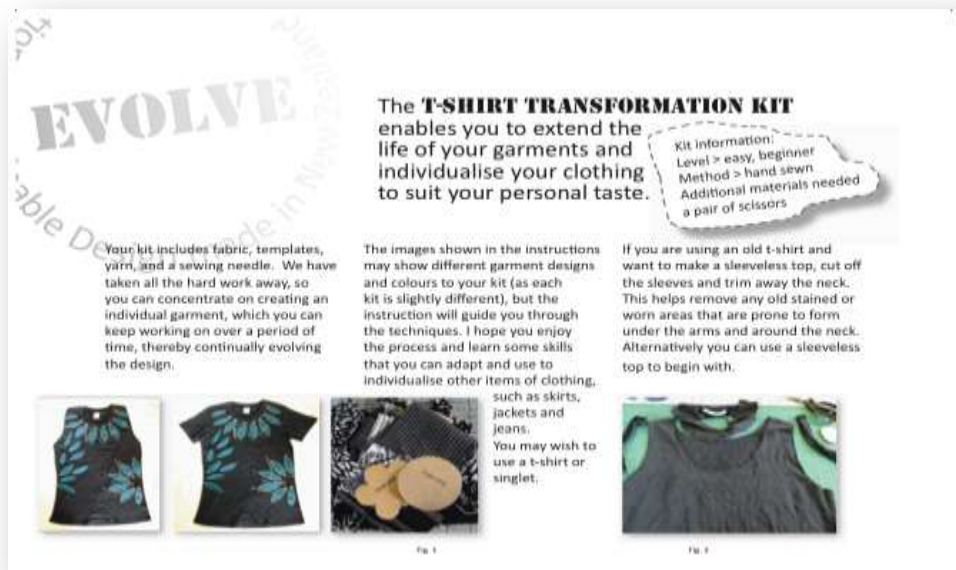 EVOLVE
able Design made in New Zealand
The T-SHIRT TRANSFORMATION KIT
enables you to extend the
life of your garments and
individualise your clothing
to suit your personal taste.
Kit information:
Level > easy, beginner
Method > hand sewn
Additional materials needed
a pair of scissors
Your kit includes fabric, templates,
yarn, and a sewing needle. We have
taken all the hard work away, so
you can concentrate on creating an
individual garment, which you can
keep working on over a period of
time, thereby continually evolving
the design.
The images shown in the instructions
may show different garment designs
and colours to your kit (as each
kit is slightly different), but the
instruction will guide you through
the techniques. I hope you enjoy
the process and learn some skills
that you can adapt and use to
individualise other items of clothing,
such as skirts,
jackets and
jeans.
You may wish to
use a t-shirt or
singlet.
If you are using an old t-shirt and
want to make a sleeveless top, cut off
the sleeves and trim away the neck.
This helps remove any old stained or
worn areas that are prone to form
under the arms and around the neck.
Alternatively you can use a sleeveless
top to begin with.
Fig. 1